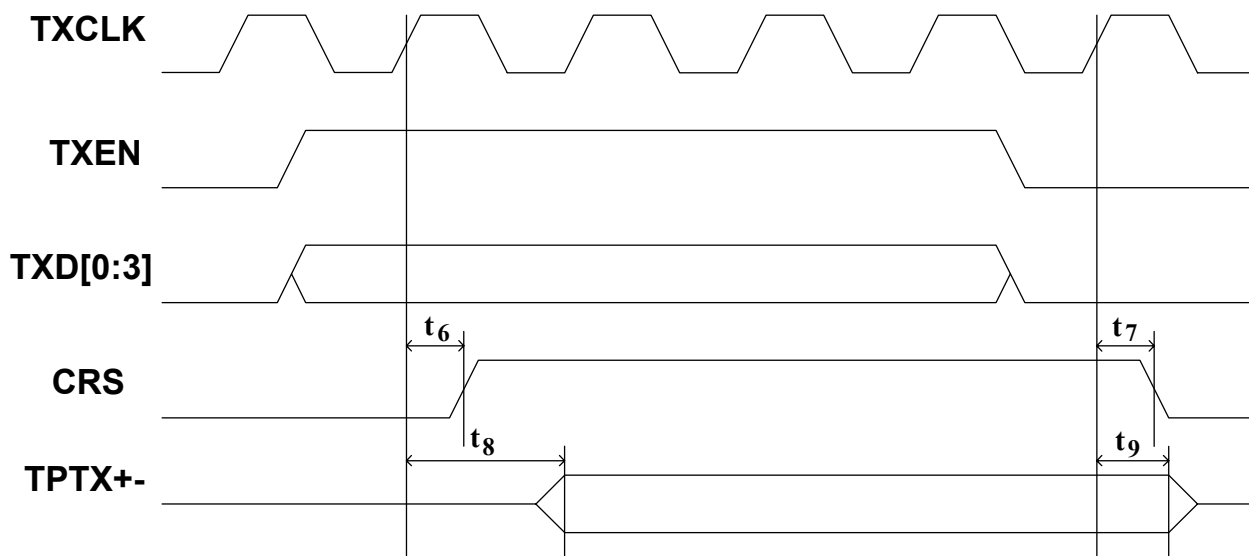 TXCLK
TXEN
TXD[0:3]
t6
t7
CRS
t8
t9
TPTX+-